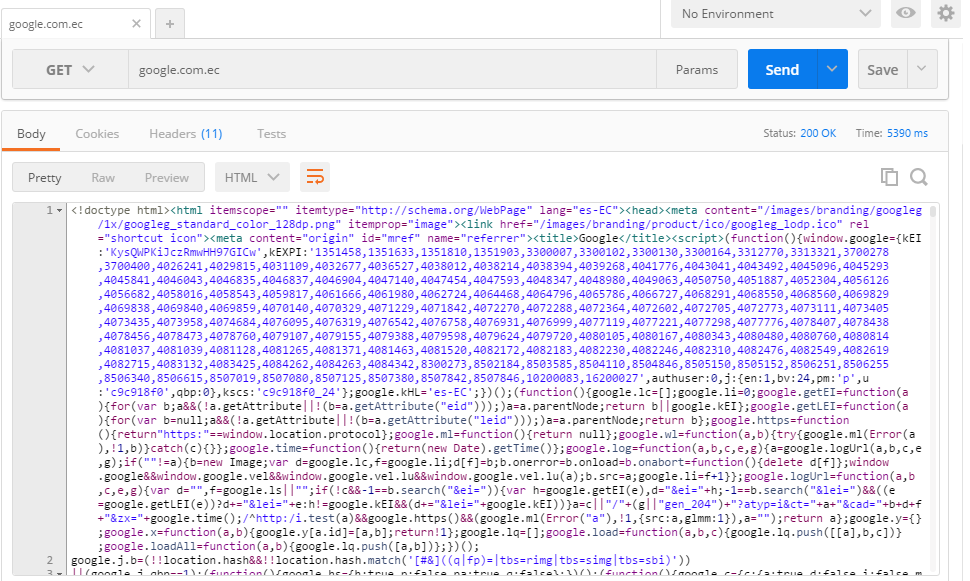 google.com.ec
No Environment
GET
google.com.ec
Params
Send
Save
Body
Cookies
Headers (11)
Tests
Status: 200 OK
Time: 5390 ms
Pretty
Raw
Preview
HTML
1
<!doctype html><html itemscope="" itemtype="http://schema.org/WebPage" lang="es-EC"><head><meta content="/images/branding/googleg
/1x/googleg_standard_color_128dp.png" itemprop="image"><link href="/images/branding/product/ico/googleg_lodp.ico" rel
="shortcut icon"><meta content="origin" id="mref" name="referrer"><title>Google</title><script>(function(){window.google={kEI
:'KysQWPKiJczRmwHH97GICw',kEXPI:'1351458,1351633,1351810,1351903,3300007,3300102,3300130,3300164,3312770,3313321,3700278
,3700400,4026241,4029815,4031109,4032677,4036527,4038012,4038214,4038394,4039268,4041776,4043041,4043492,4045096,4045293
,4045841,4046043,4046835,4046837,4046904,4047140,4047454,4047593,4048347,4048980,4049063,4050750,4051887,4052304,4056126
,4056682,4058016,4058543,4059817,4061666,4061980,4062724,4064468,4064796,4065786,4066727,4068291,4068550,4068560,4069829
,4069838,4069840,4069859,4070140,4070329,4071229,4071842,4072270,4072288,4072364,4072602,4072705,4072773,4073111,4073405
,4073435,4073958,4074684,4076095,4076319,4076542,4076758,4076931,4076999,4077119,4077221,4077298,4077776,4078407,4078438
,4078456,4078473,4078760,4079107,4079155,4079388,4079598,4079624,4079720,4080105,4080167,4080343,4080480,4080760,4080814
,4081037,4081039,4081128,4081265,4081371,4081463,4081520,4082172,4082183,4082230,4082246,4082310,4082476,4082549,4082619
,4082715,4083132,4083425,4084262,4084263,4084342,8300273,8502184,8503585,8504110,8504846,8505150,8505152,8506251,8506255
,8506340,8506615,8507019,8507080,8507125,8507380,8507842,8507846,10200083,16200027',authuser:0,j:{en:1,bv:24,pm:'p',u
:'c9c918f0',qbp:0},kscs:'c9c918f0_24'};google.kHL='es-EC';})();(function(){google.lc=[];google.li=0;google.getEI=function(a
){for(var b;a&&(!a.getAttribute||!(b=a.getAttribute("eid")));)a=a.parentNode;return b||google.kEI};google.getLEI=function(a
){for(var b=null;a&&(!a.getAttribute||!(b=a.getAttribute("leid")));)a=a.parentNode;return b};google.https=function
(){return"https:"==window.location.protocol};google.ml=function(){return null};google.wl=function(a,b){try{google.ml(Error(a
),!1,b)}catch(c){}};google.time=function(){return(new Date).getTime()};google.log=function(a,b,c,e,g){a=google.logUrl(a,b,c,e
,g);if(""!=a){b=new Image;var d=google.lc,f=google.li;d[f]=b;b.onerror=b.onload=b.onabort=function(){delete d[f]};window
.google&&window.google.vel&&window.google.vel.lu&&window.google.vel.lu(a);b.src=a;google.li=f+1}};google.logUrl=function(a,b
,c,e,g){var d="",f=google.ls||"";if(!c&&-1==b.search("&ei=")){var h=google.getEI(e),d="&ei="+h;-1==b.search("&lei=")&&((e
=google.getLEI(e))?d+="&lei="+e:h!=google.kEI&&(d+="&lei="+google.kEI))}a=c||"/"+(g||"gen_204")+"?atyp=i&ct="+a+"&cad="+b+d+f
+"&zx="+google.time();/^http:/i.test(a)&&google.https()&&(google.ml(Error("a"),!1,{src:a,glmm:1}),a="");return a};google.y={}
;google.x=function(a,b){google.y[a.id]=[a,b];return!1};google.lq=[];google.load=function(a,b,c){google.lq.push([[a],b,c])}
;google.loadAll=function(a,b){google.lq.push([a,b])};})();
2
google.j.b=(!!location.hash&&!!location.hash.match('[#&]((q|fp)=|tbs=rimg|tbs=simg|tbs=sbi)'))
3
||(google.j.qbp==1);(function(){google.hs={h:true,n:false,pa:true,q:false};})();(function(){google.c={c:{a:true,d:false,i:false,m